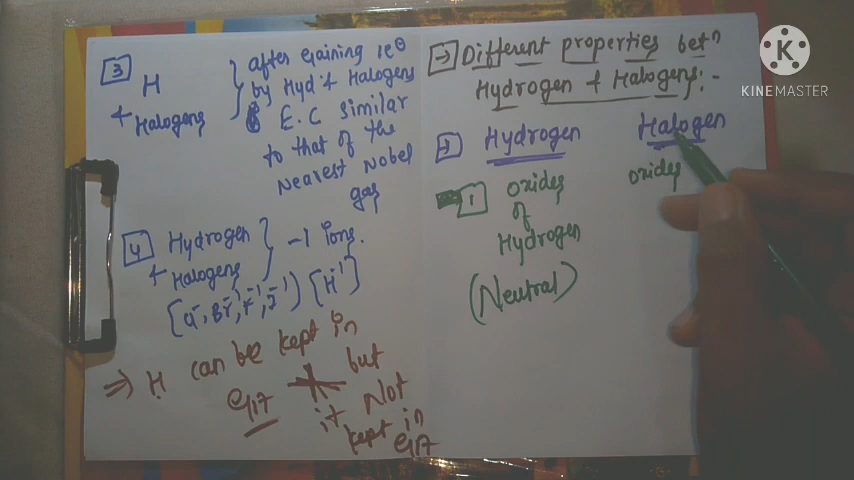 3
H
+ Halogens
after gaining 1e⊖
by Hyd + Halogens
E.C similar
to that of the
nearest Nobel
gas
4 Hydrogen
+ Halogens
-1 Ions.
[Cl⁻, Br⁻¹, F⁻¹, I⁻¹] [H⁻¹]
⇒ H can be kept in
G17 but
it Not
kept in
G17
→ Different properties betn
Hydrogen + Halogens:-
Hydrogen Halogen
1 oxides oxides
of
Hydrogen
(Neutral)
K
KINEMASTER